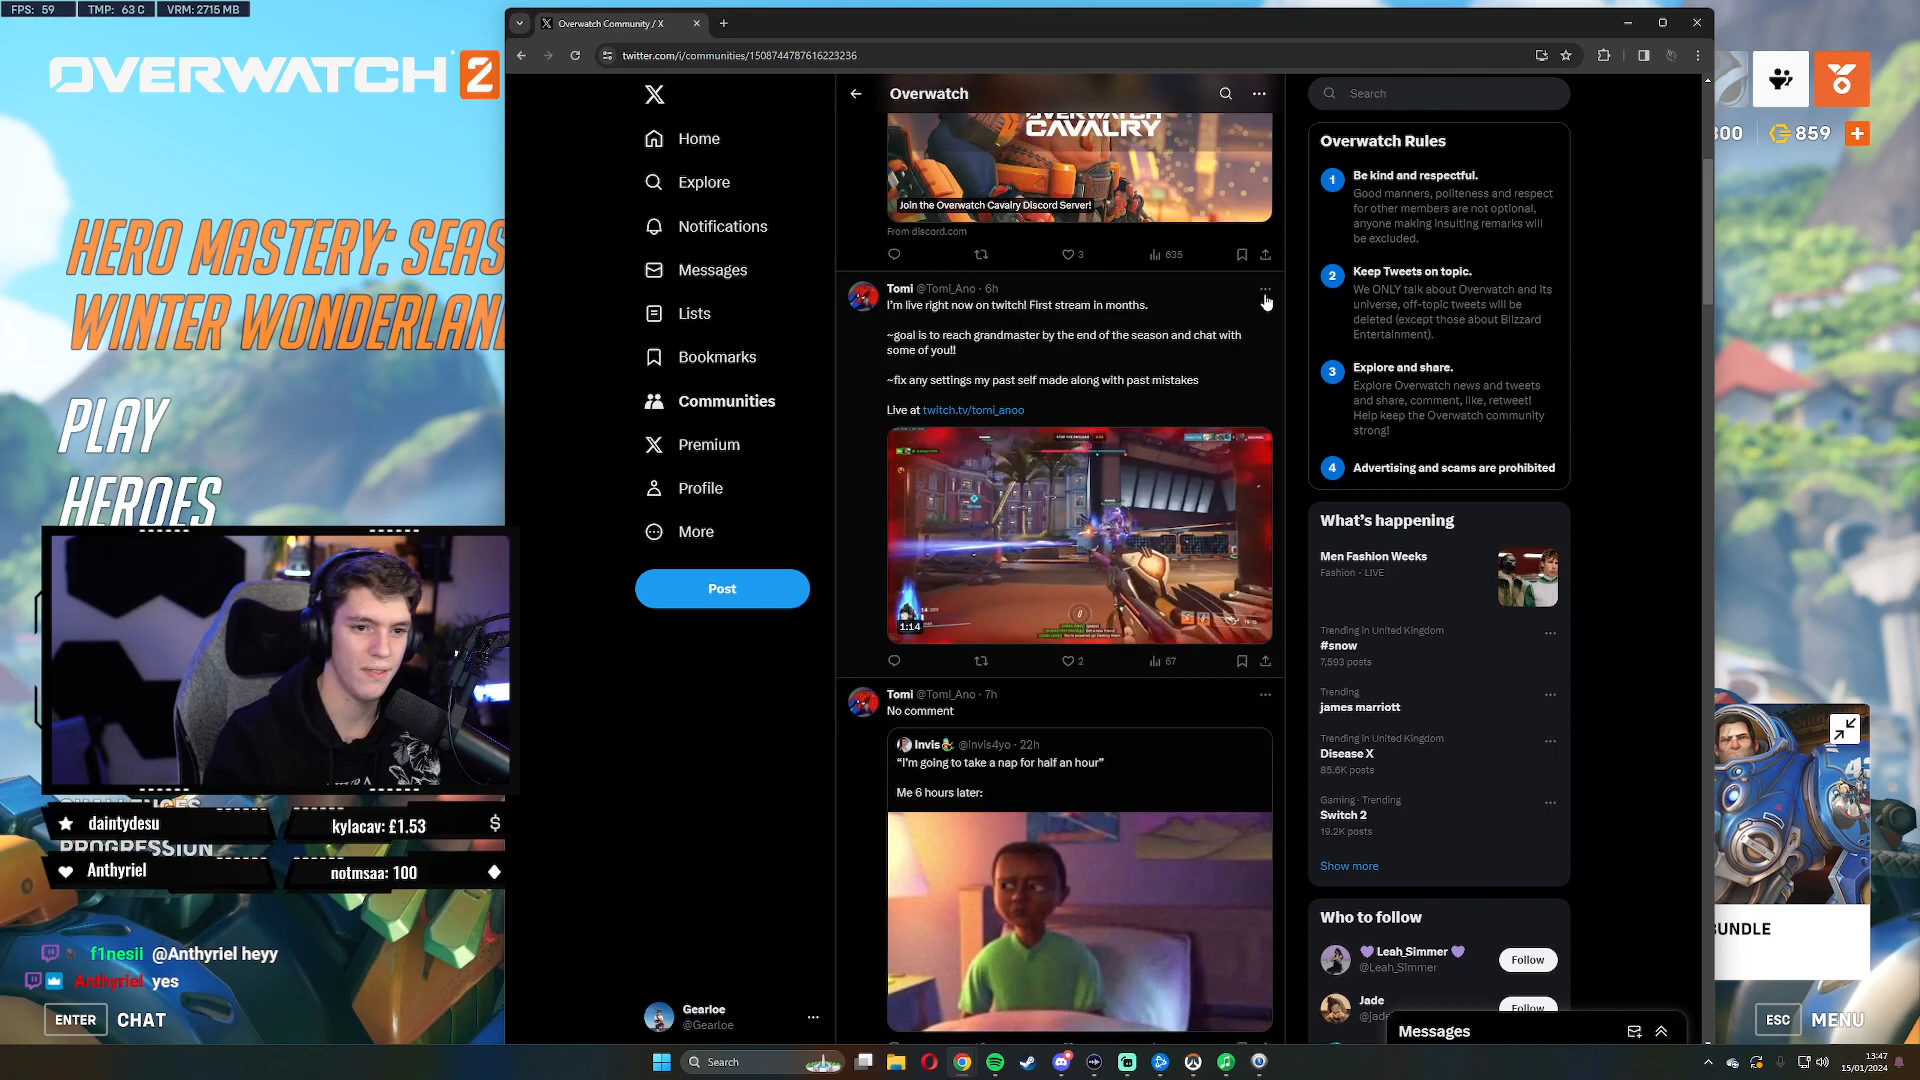 FPS: 59
TMP: 63 C
VRM: 2715 MB
OVERWATCH 2
HERO MASTERY: SEAS
WINTER WONDERLAN
PLAY
HEROES
CHALLENGES
PROGRESSION
daintydesu
kylacav: £1.53
$
Anthyriel
notmsaa: 100
f1nesii @Anthyriel heyy
Anthyriel yes
ENTER CHAT
Overwatch Community / X
twitter.com/i/communities/1508744787616223236
Home
Explore
Notifications
Messages
Lists
Bookmarks
Communities
Premium
Profile
More
Post
Gearloe
@Gearloe
Overwatch
OVERWATCH
CAVALRY
Join the Overwatch Cavalry Discord Server!
From discord.com
3
635
Tomi @Tomi_Ano · 6h
I'm live right now on twitch! First stream in months.
~goal is to reach grandmaster by the end of the season and chat with
some of you!!
~fix any settings my past self made along with past mistakes
Live at twitch.tv/tomi_anoo
STOP THE PAYLOAD
1:14
2
67
Tomi @Tomi_Ano · 7h
No comment
Invis @Invis4yo · 22h
“I'm going to take a nap for half an hour”
Me 6 hours later:
Search
Overwatch Rules
1 Be kind and respectful.
Good manners, politeness and respect
for other members are not optional,
anyone making insulting remarks will
be excluded.
2 Keep Tweets on topic.
We ONLY talk about Overwatch and its
universe, off-topic tweets will be
deleted (except those about Blizzard
Entertainment).
3 Explore and share.
Explore Overwatch news and tweets
and share, comment, like, retweet!
Help keep the Overwatch community
strong!
4 Advertising and scams are prohibited
What's happening
Men Fashion Weeks
Fashion · LIVE
Trending in United Kingdom
#snow
7,593 posts
Trending
james marriott
Trending in United Kingdom
Disease X
85.6K posts
Gaming · Trending
Switch 2
19.2K posts
Show more
Who to follow
Leah_Simmer
@Leah_Simmer
Follow
Jade
@jade
Follow
Messages
300
859
BUNDLE
ESC MENU
Search
13:47
15/01/2024